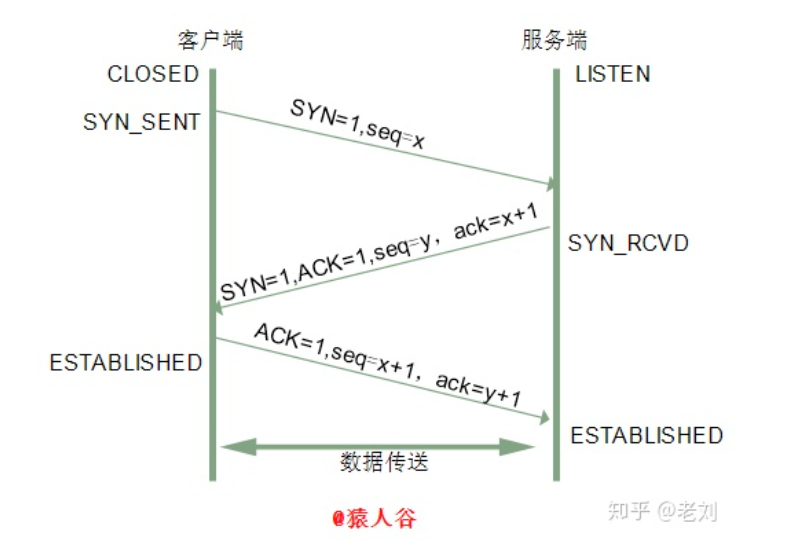 客户端
服务端
CLOSED
LISTEN
SYN_SENT
SYN=1,seq=x
SYN=1,ACK=1,seq=y，ack=x+1
SYN_RCVD
ACK=1,seq=x+1，ack=y+1
ESTABLISHED
ESTABLISHED
数据传送
@猿人谷
知乎 @老刘